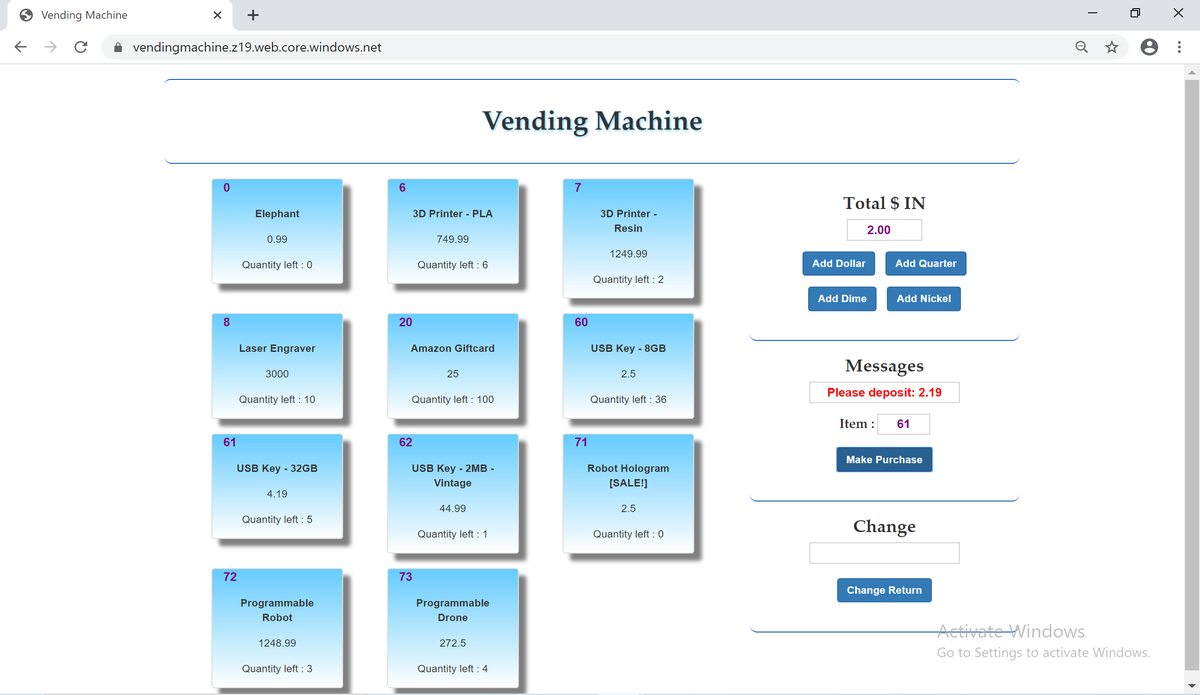 Vending Machine
vendingmachine.z19.web.core.windows.net
Vending Machine
0
Elephant
0.99
Quantity left : 0
6
3D Printer - PLA
749.99
Quantity left : 6
7
3D Printer -
Resin
1249.99
Quantity left : 2
8
Laser Engraver
3000
Quantity left : 10
20
Amazon Giftcard
25
Quantity left : 100
60
USB Key - 8GB
2.5
Quantity left : 36
61
USB Key - 32GB
4.19
Quantity left : 5
62
USB Key - 2MB -
Vintage
44.99
Quantity left : 1
71
Robot Hologram
[SALE!]
2.5
Quantity left : 0
72
Programmable
Robot
1248.99
Quantity left : 3
73
Programmable
Drone
272.5
Quantity left : 4
Total $ IN
2.00
Add Dollar
Add Quarter
Add Dime
Add Nickel
Messages
Please deposit: 2.19
Item : 61
Make Purchase
Change
Change Return
Activate Windows
Go to Settings to activate Windows.